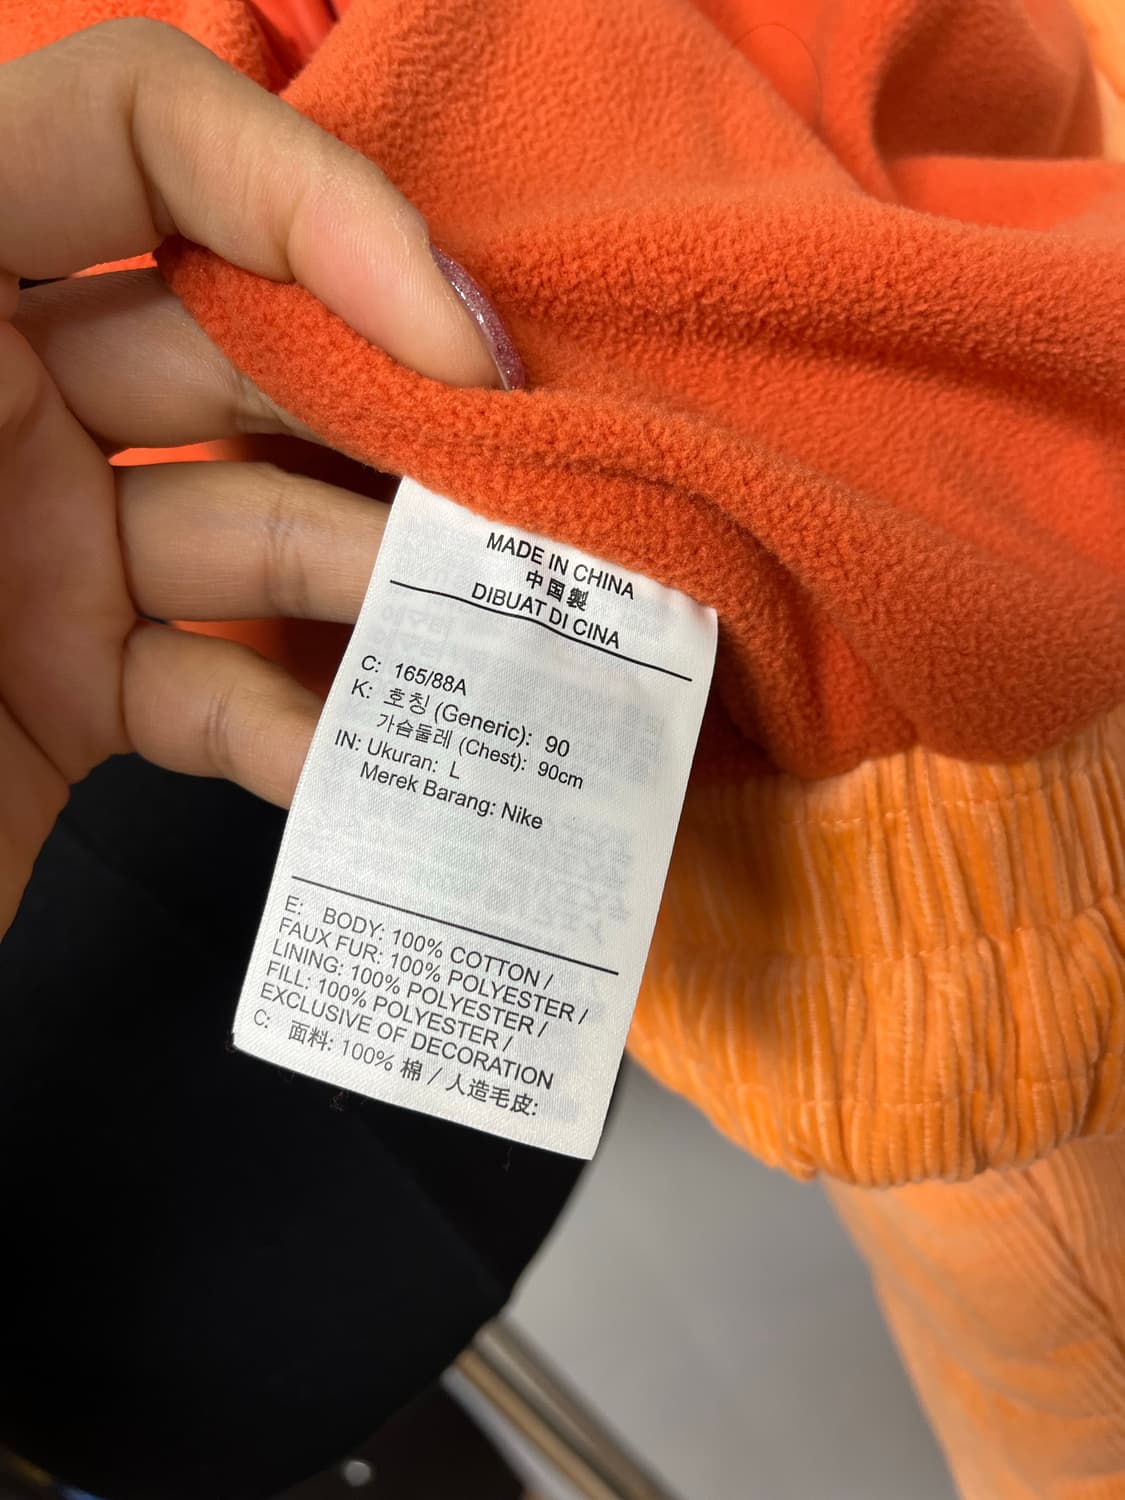 MADE IN CHINA
中国製
DIBUAT DI CINA
C: 165/88A
K: 호칭 (Generic): 90
가슴둘레 (Chest): 90cm
IN: Ukuran: L
Merek Barang: Nike
E: BODY: 100% COTTON /
FAUX FUR: 100% POLYESTER /
LINING: 100% POLYESTER /
FILL: 100% POLYESTER /
EXCLUSIVE OF DECORATION
C: 面料: 100% 棉 / 人造毛皮: